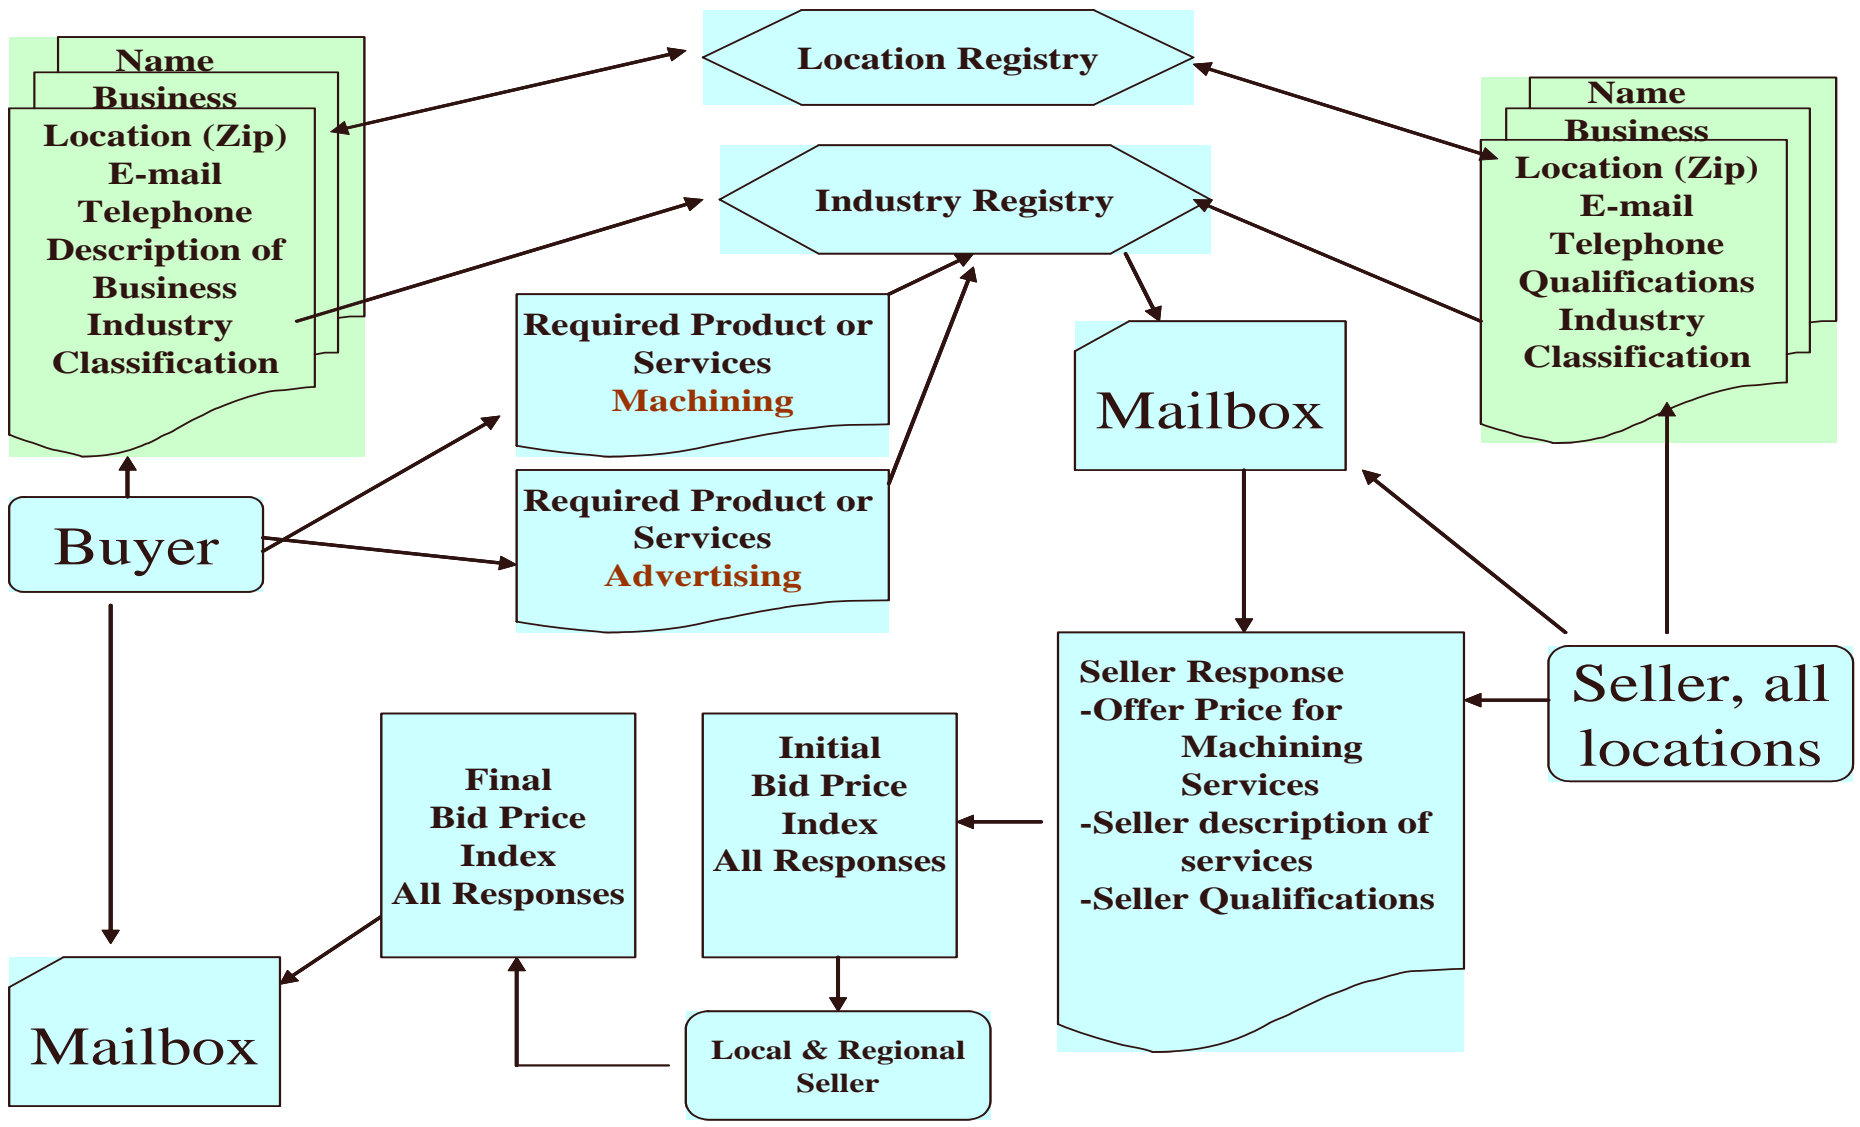 Name
Business
Location (Zip)
E-mail
Telephone
Description of
Business
Industry
Classification
Location Registry
Industry Registry
Name
Business
Location (Zip)
E-mail
Telephone
Qualifications
Industry
Classification
Required Product or
Services
Machining
Mailbox
Required Product or
Services
Advertising
Buyer
Seller, all
locations
Seller Response
-Offer Price for
Machining
Services
-Seller description of
services
-Seller Qualifications
Initial
Bid Price
Index
All Responses
Final
Bid Price
Index
All Responses
Mailbox
Local & Regional
Seller